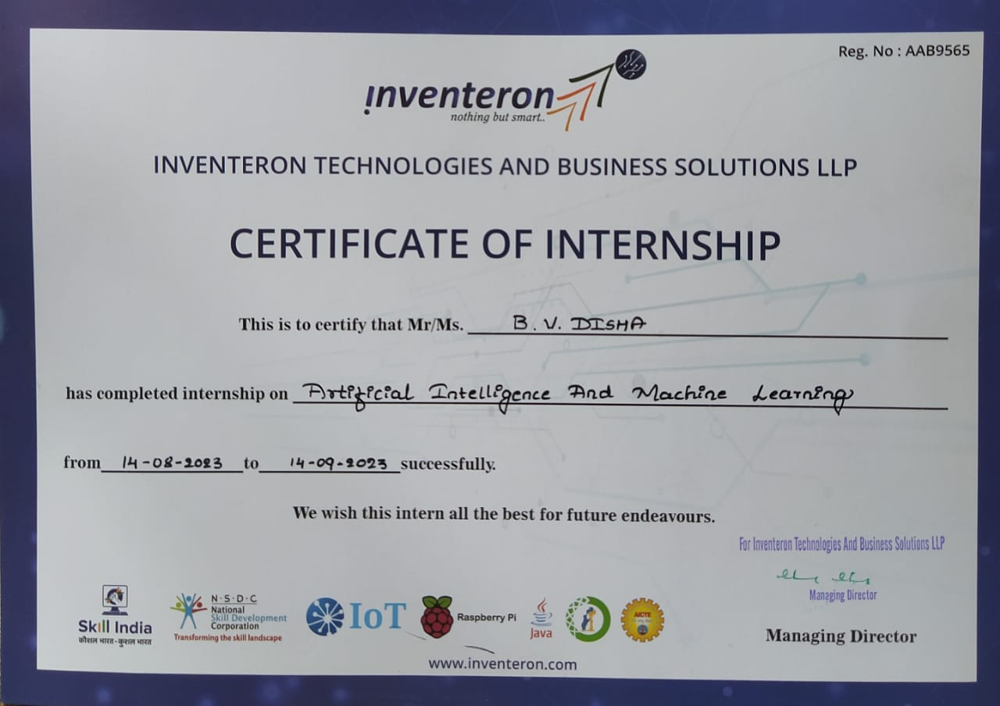 Reg. No : AAB9565
inventeron
nothing but smart..
INVENTERON TECHNOLOGIES AND BUSINESS SOLUTIONS LLP
CERTIFICATE OF INTERNSHIP
This is to certify that Mr/Ms. B. V. DISHA
has completed internship on Artificial Intelligence And Machine Learning
from 14-08-2023 to 14-09-2023 successfully.
We wish this intern all the best for future endeavours.
For Inventeron Technologies And Business Solutions LLP
Managing Director
Managing Director
Skill India
कौशल भारत-कुशल भारत
N·S·D·C
National
Skill Development
Corporation
Transforming the skill landscape
IoT
Raspberry Pi
Java
AICTE
www.inventeron.com